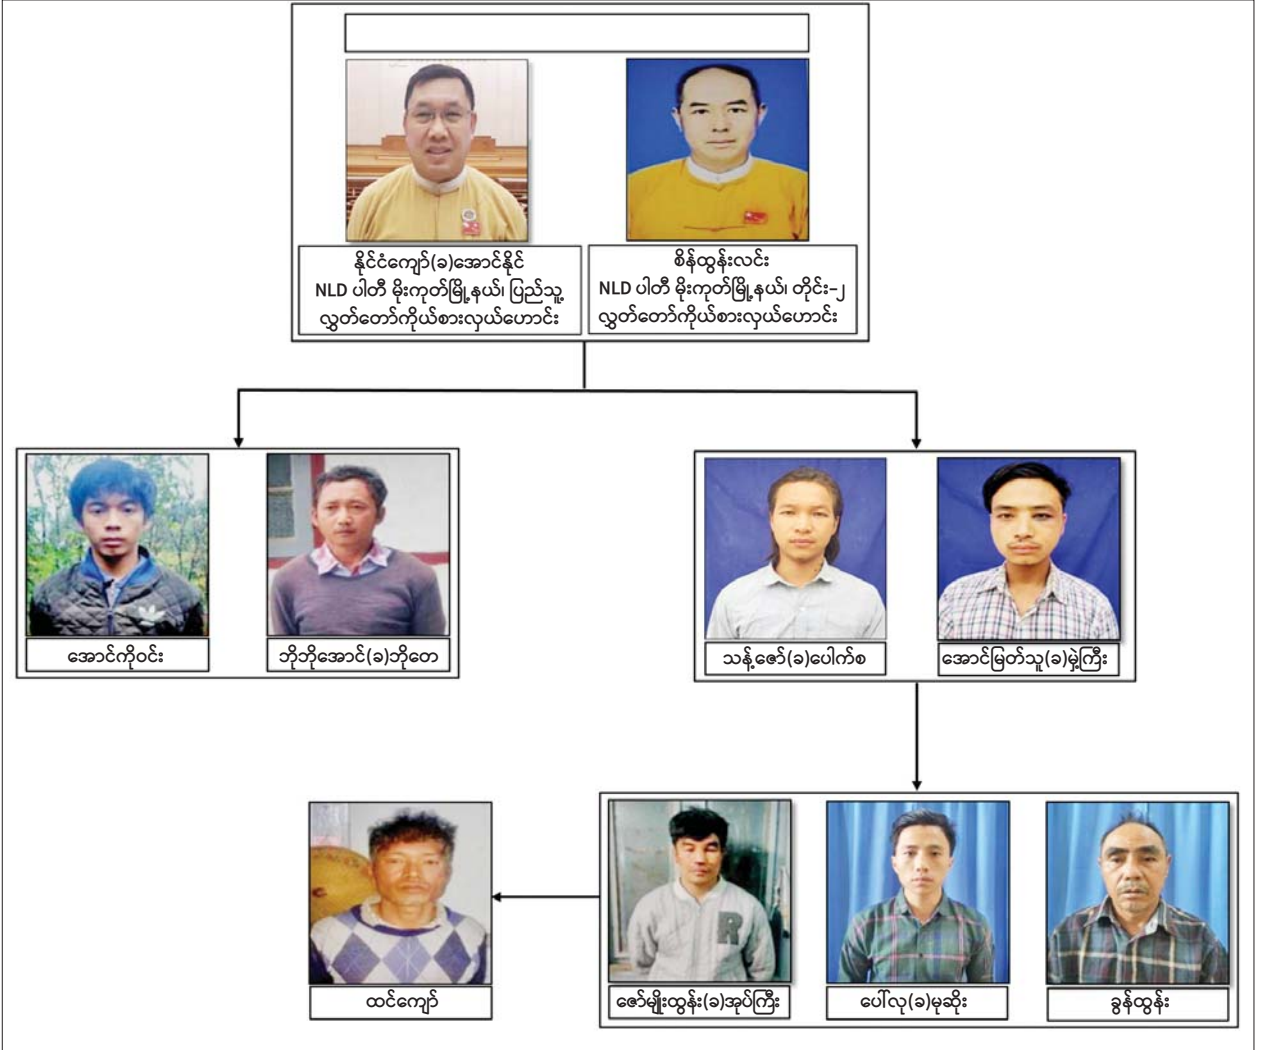 နိုင်ငံကျော်(ခ)အောင်နိုင်
NLD ပါတီ မိုးကုတ်မြို့နယ်၊ ပြည်သူ့
လွှတ်တော်ကိုယ်စားလှယ်ဟောင်း
စိန်ထွန်းလင်း
NLD ပါတီ မိုးကုတ်မြို့နယ်၊ တိုင်း-၂
လွှတ်တော်ကိုယ်စားလှယ်ဟောင်း
အောင်ကိုဝင်း
ဘိုဘိုအောင်(ခ)ဘိုတေ
သန့်ဇော်(ခ)ပေါက်စ
အောင်မြတ်သူ(ခ)မှဲ့ကြီး
ထင်ကျော်
ဇော်မျိုးထွန်း(ခ)အုပ်ကြီး
ပေါ်လု(ခ)မုဆိုး
ခွန်ထွန်း
R